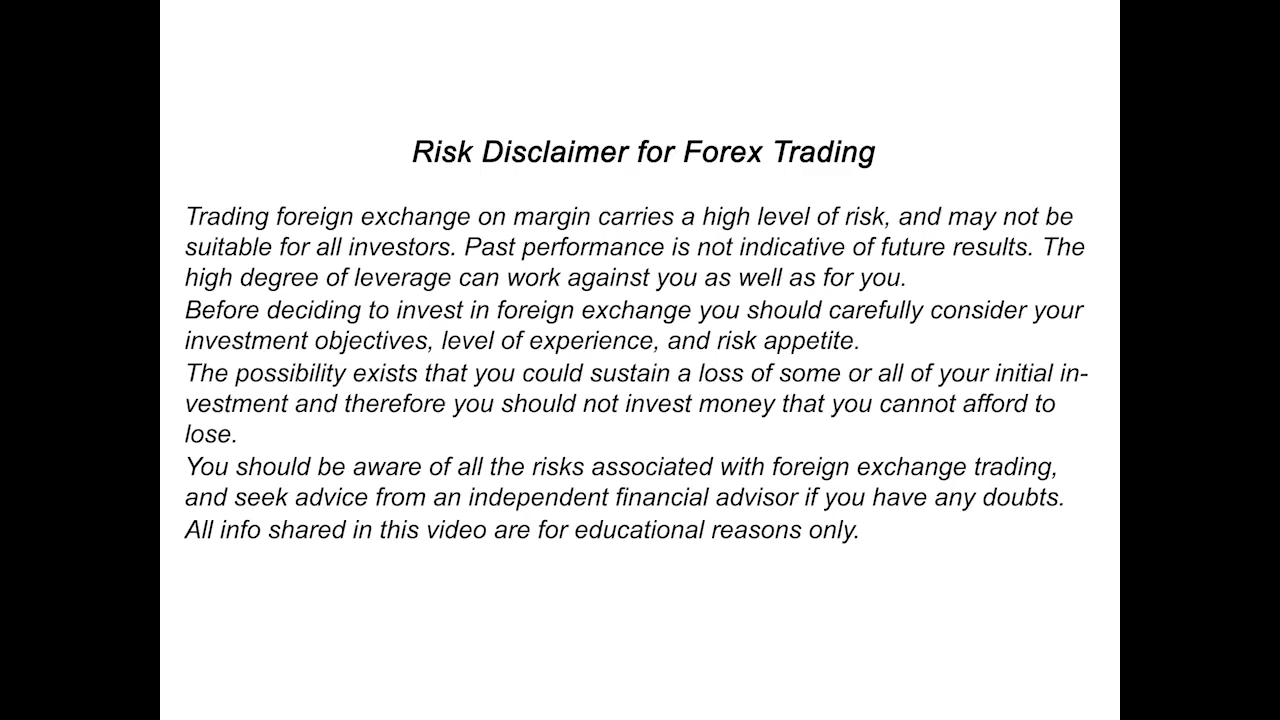 Risk Disclaimer for Forex Trading
Trading foreign exchange on margin carries a high level of risk, and may not be
suitable for all investors. Past performance is not indicative of future results. The
high degree of leverage can work against you as well as for you.
Before deciding to invest in foreign exchange you should carefully consider your
investment objectives, level of experience, and risk appetite.
The possibility exists that you could sustain a loss of some or all of your initial in-
vestment and therefore you should not invest money that you cannot afford to
lose.
You should be aware of all the risks associated with foreign exchange trading,
and seek advice from an independent financial advisor if you have any doubts.
All info shared in this video are for educational reasons only.